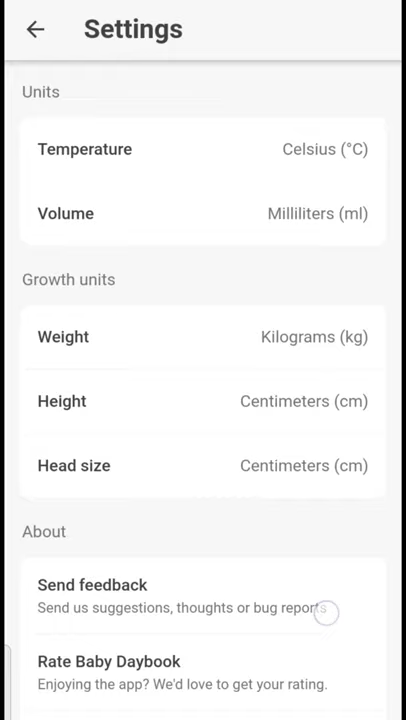 Settings
Units
Temperature Celsius (°C)
Volume Milliliters (ml)
Growth units
Weight Kilograms (kg)
Height Centimeters (cm)
Head size Centimeters (cm)
About
Send feedback
Send us suggestions, thoughts or bug reports
Rate Baby Daybook
Enjoying the app? We'd love to get your rating.